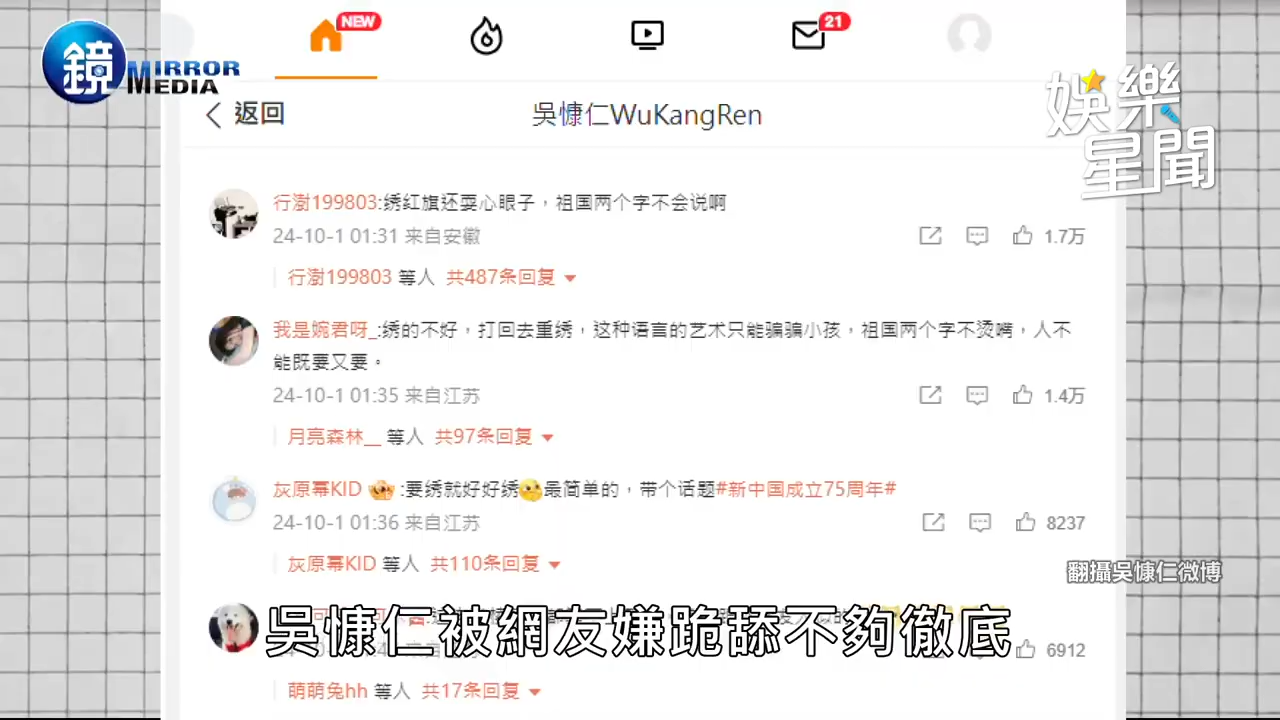 NEW
21
鏡
MIRROR
MEDIA
娛樂
星聞
返回
吳慷仁WuKangRen
行澍199803:绣红旗还耍心眼子，祖国两个字不会说啊
24-10-1 01:31 来自安徽
1.7万
行澍199803 等人 共487条回复
我是婉君呀_:绣的不好，打回去重绣，这种语言的艺术只能骗骗小孩，祖国两个字不烫嘴，人不
能既要又要。
24-10-1 01:35 来自江苏
1.4万
月亮森林__ 等人 共97条回复
灰原幂KID :要绣就好好绣最简单的，带个话题#新中国成立75周年#
24-10-1 01:36 来自江苏
8237
灰原幂KID 等人 共110条回复
翻攝吳慷仁微博
吳慷仁被網友嫌跪舔不夠徹底
6912
萌萌兔hh 等人 共17条回复